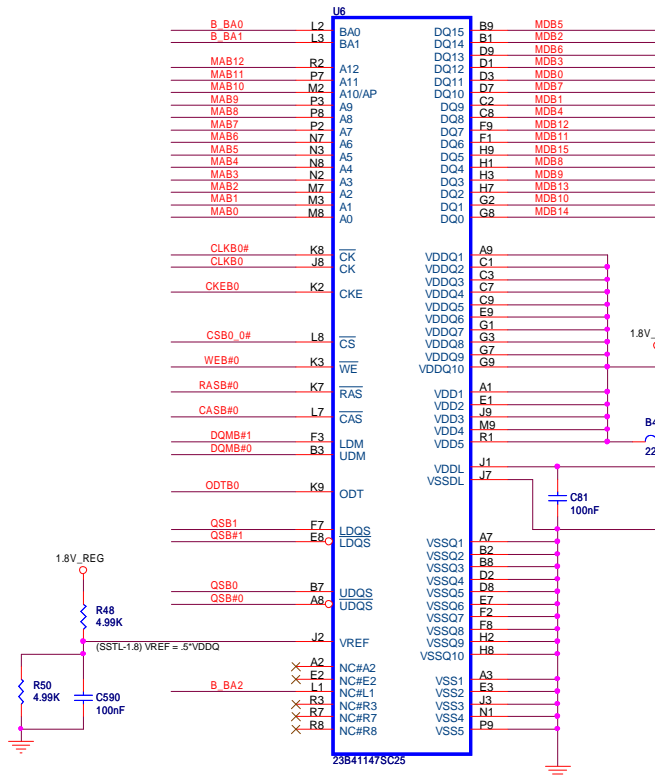 U6
B_BA0 L2 BA0 DQ15 B9 MDB5
B_BA1 L3 BA1 DQ14 B1 MDB2
DQ13 D9 MDB6
MAB12 R2 A12 DQ12 D1 MDB3
MAB11 P7 A11 DQ11 D3 MDB0
MAB10 M2 A10/AP DQ10 D7 MDB7
MAB9 P3 A9 DQ9 C2 MDB1
MAB8 P8 A8 DQ8 C8 MDB4
MAB7 P2 A7 DQ7 F9 MDB12
MAB6 N7 A6 DQ6 F1 MDB11
MAB5 N3 A5 DQ5 H9 MDB15
MAB4 N8 A4 DQ4 H1 MDB8
MAB3 N2 A3 DQ3 H3 MDB9
MAB2 M7 A2 DQ2 H7 MDB13
MAB1 M3 A1 DQ1 G2 MDB10
MAB0 M8 A0 DQ0 G8 MDB14
CLKB0# K8 CK VDDQ1 A9
CLKB0 J8 CK VDDQ2 C1
VDDQ3 C3
CKEB0 K2 CKE VDDQ4 C7
VDDQ5 C9
VDDQ6 E9
VDDQ7 G1
CSB0_0# L8 CS VDDQ8 G3
1.8V_
VDDQ9 G7
WEB#0 K3 WE VDDQ10 G9
RASB#0 K7 RAS VDD1 A1
VDD2 E1
CASB#0 L7 CAS VDD3 J9
VDD4 M9
B4
DQMB#1 F3 LDM VDD5 R1
22
DQMB#0 B3 UDM
VDDL J1
VSSDL J7
ODTB0 K9 ODT
C81
100nF
QSB1 F7 LDQS
QSB#1 E8 LDQS VSSQ1 A7
VSSQ2 B2
VSSQ3 B8
1.8V_REG
VSSQ4 D2
QSB0 B7 UDQS VSSQ5 D8
QSB#0 A8 UDQS VSSQ6 E7
R48
4.99K
VSSQ7 F2
VSSQ8 F8
(SSTL-1.8) VREF = .5*VDDQ J2 VREF VSSQ9 H2
VSSQ10 H8
A2 NC#A2
E2 NC#E2 VSS1 A3
B_BA2 L1 NC#L1 VSS2 E3
R50
4.99K
C590
100nF
R3 NC#R3 VSS3 J3
R7 NC#R7 VSS4 N1
R8 NC#R8 VSS5 P9
23B41147SC25